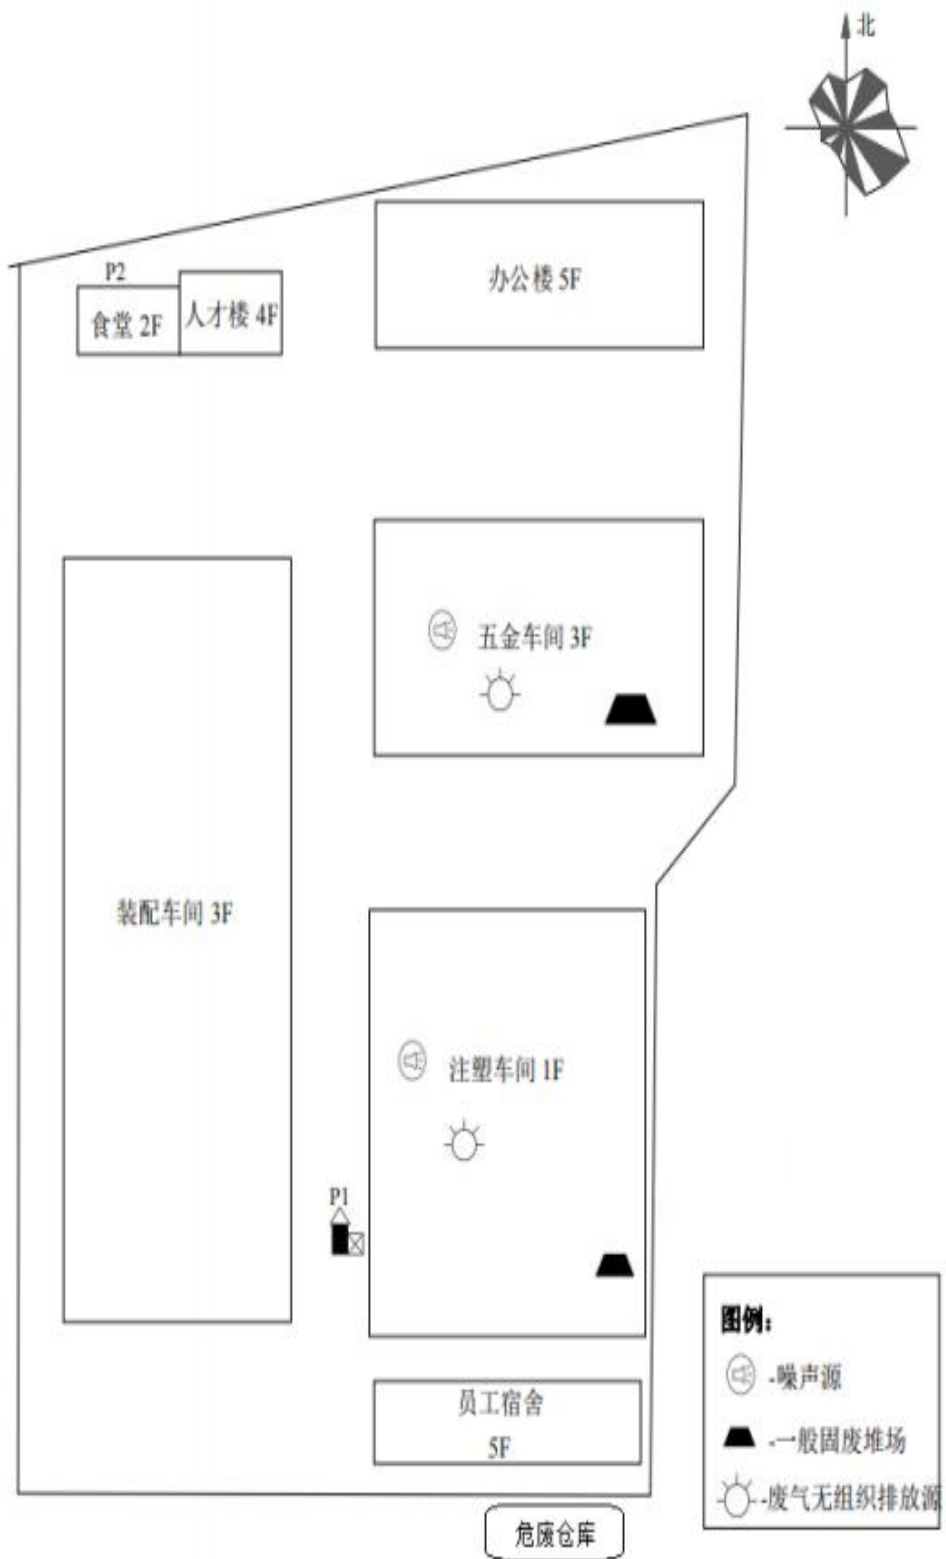 北
办公楼 5F
P2
食堂 2F
人才楼 4F
五金车间 3F
装配车间 3F
注塑车间 1F
P1
员工宿舍
5F
危废仓库
图例：
-噪声源
-一般固废堆场
-废气无组织排放源